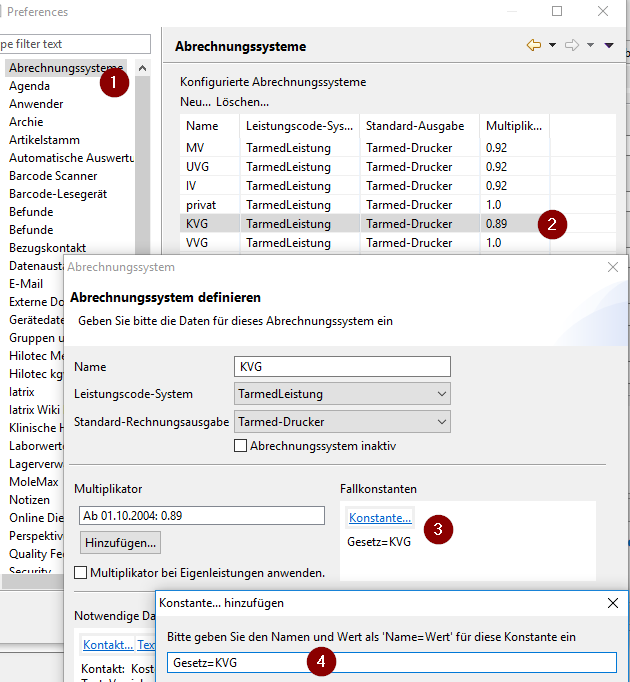 Preferences
pe filter text
Abrechnungssysteme
Agenda
Anwender
Archie
Artikelstamm
Automatische Auswertu
Barcode Scanner
Barcode-Lesegerät
Befunde
Befunde
Bezugskontakt
Datenausta
E-Mail
Externe Do
Gerätedate
Gruppen u
Hilotec Me
Hilotec kg
Iatrix
Iatrix Wiki
Klinische H
Laborwerte
Lagerverw
MoleMax
Notizen
Online Die
Perspektiv
Quality Fee
Security
1
Abrechnungssysteme
Konfigurierte Abrechnungssysteme
Neu... Löschen...
Name Leistungscode-Sys... Standard-Ausgabe Multiplik...
MV TarmedLeistung Tarmed-Drucker 0.92
UVG TarmedLeistung Tarmed-Drucker 0.92
IV TarmedLeistung Tarmed-Drucker 0.92
privat TarmedLeistung Tarmed-Drucker 1.0
KVG TarmedLeistung Tarmed-Drucker 0.89 2
VVG TarmedLeistung Tarmed-Drucker 1.0
Abrechnungssystem
Abrechnungssystem definieren
Geben Sie bitte die Daten für dieses Abrechnungssystem ein
Name KVG
Leistungscode-System TarmedLeistung
Standard-Rechnungsausgabe Tarmed-Drucker
Abrechnungssystem inaktiv
Multiplikator
Ab 01.10.2004: 0.89
Hinzufügen...
Multiplikator bei Eigenleistungen anwenden.
Fallkonstanten
Konstante... 3
Gesetz=KVG
Notwendige Da
Kontakt... Tex
Kontakt: Kost
Konstante... hinzufügen
Bitte geben Sie den Namen und Wert als 'Name=Wert' für diese Konstante ein
Gesetz=KVG 4